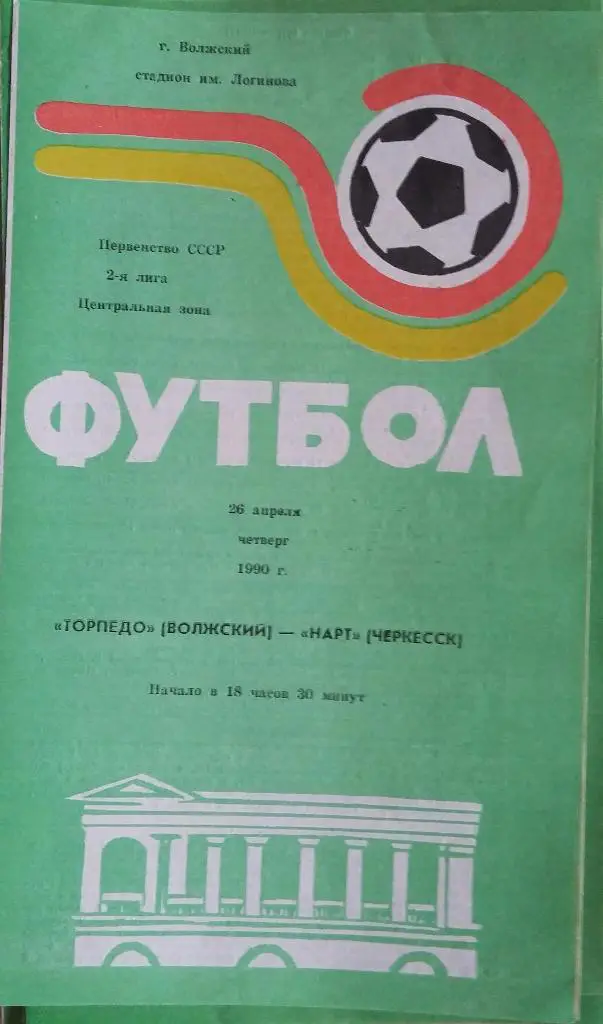 г. Волжский
стадион им. Логинова
Первенство СССР
2-я лига
Центральная зона
ФУТБОЛ
26 апреля
четверг
1990 г.
«ТОРПЕДО» [ВОЛЖСКИЙ] — «НАРТ» [ЧЕРКЕССК]
Начало в 18 часов 30 минут